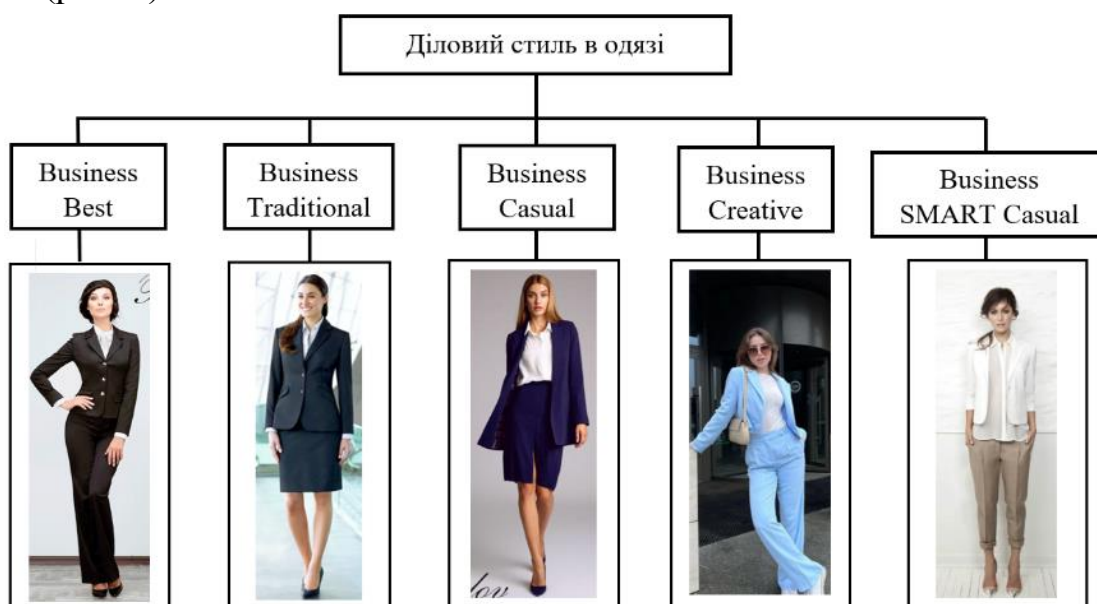 Діловий стиль в одязі
Business
Best
Business
Traditional
Business
Casual
Business
Creative
Business
SMART Casual